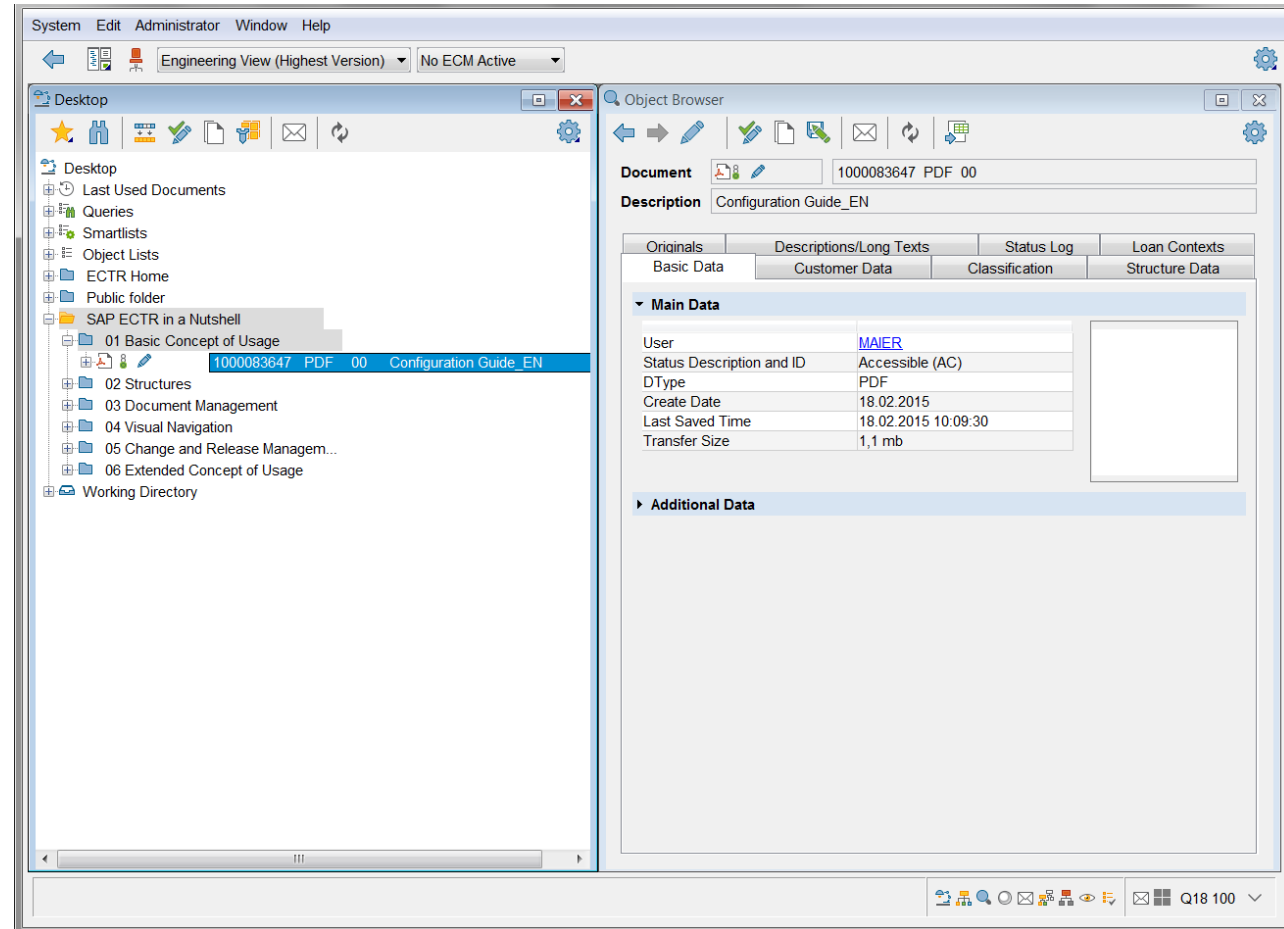 System Edit Administrator Window Help
Engineering View (Highest Version) No ECM Active
Desktop
Desktop
Last Used Documents
Queries
Smartlists
Object Lists
ECTR Home
Public folder
SAP ECTR in a Nutshell
01 Basic Concept of Usage
1000083647 PDF 00 Configuration Guide_EN
02 Structures
03 Document Management
04 Visual Navigation
05 Change and Release Managem...
06 Extended Concept of Usage
Working Directory
Object Browser
Document 1000083647 PDF 00
Description Configuration Guide_EN
Originals Descriptions/Long Texts Status Log Loan Contexts
Basic Data Customer Data Classification Structure Data
Main Data
User MAIER
Status Description and ID Accessible (AC)
DType PDF
Create Date 18.02.2015
Last Saved Time 18.02.2015 10:09:30
Transfer Size 1,1 mb
Additional Data
Q18 100